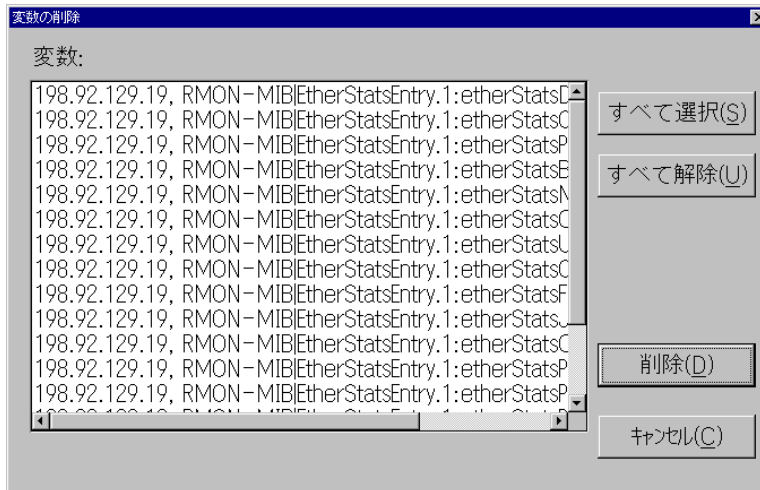 変数の削除
変数:
198.92.129.19, RMON-MIB|EtherStatsEntry.1:etherStatsD
198.92.129.19, RMON-MIB|EtherStatsEntry.1:etherStatsO
198.92.129.19, RMON-MIB|EtherStatsEntry.1:etherStatsP
198.92.129.19, RMON-MIB|EtherStatsEntry.1:etherStatsB
198.92.129.19, RMON-MIB|EtherStatsEntry.1:etherStatsM
198.92.129.19, RMON-MIB|EtherStatsEntry.1:etherStatsC
198.92.129.19, RMON-MIB|EtherStatsEntry.1:etherStatsU
198.92.129.19, RMON-MIB|EtherStatsEntry.1:etherStatsO
198.92.129.19, RMON-MIB|EtherStatsEntry.1:etherStatsF
198.92.129.19, RMON-MIB|EtherStatsEntry.1:etherStatsJ
198.92.129.19, RMON-MIB|EtherStatsEntry.1:etherStatsC
198.92.129.19, RMON-MIB|EtherStatsEntry.1:etherStatsP
198.92.129.19, RMON-MIB|EtherStatsEntry.1:etherStatsP
すべて選択(S)
すべて解除(U)
削除(D)
キャンセル(C)